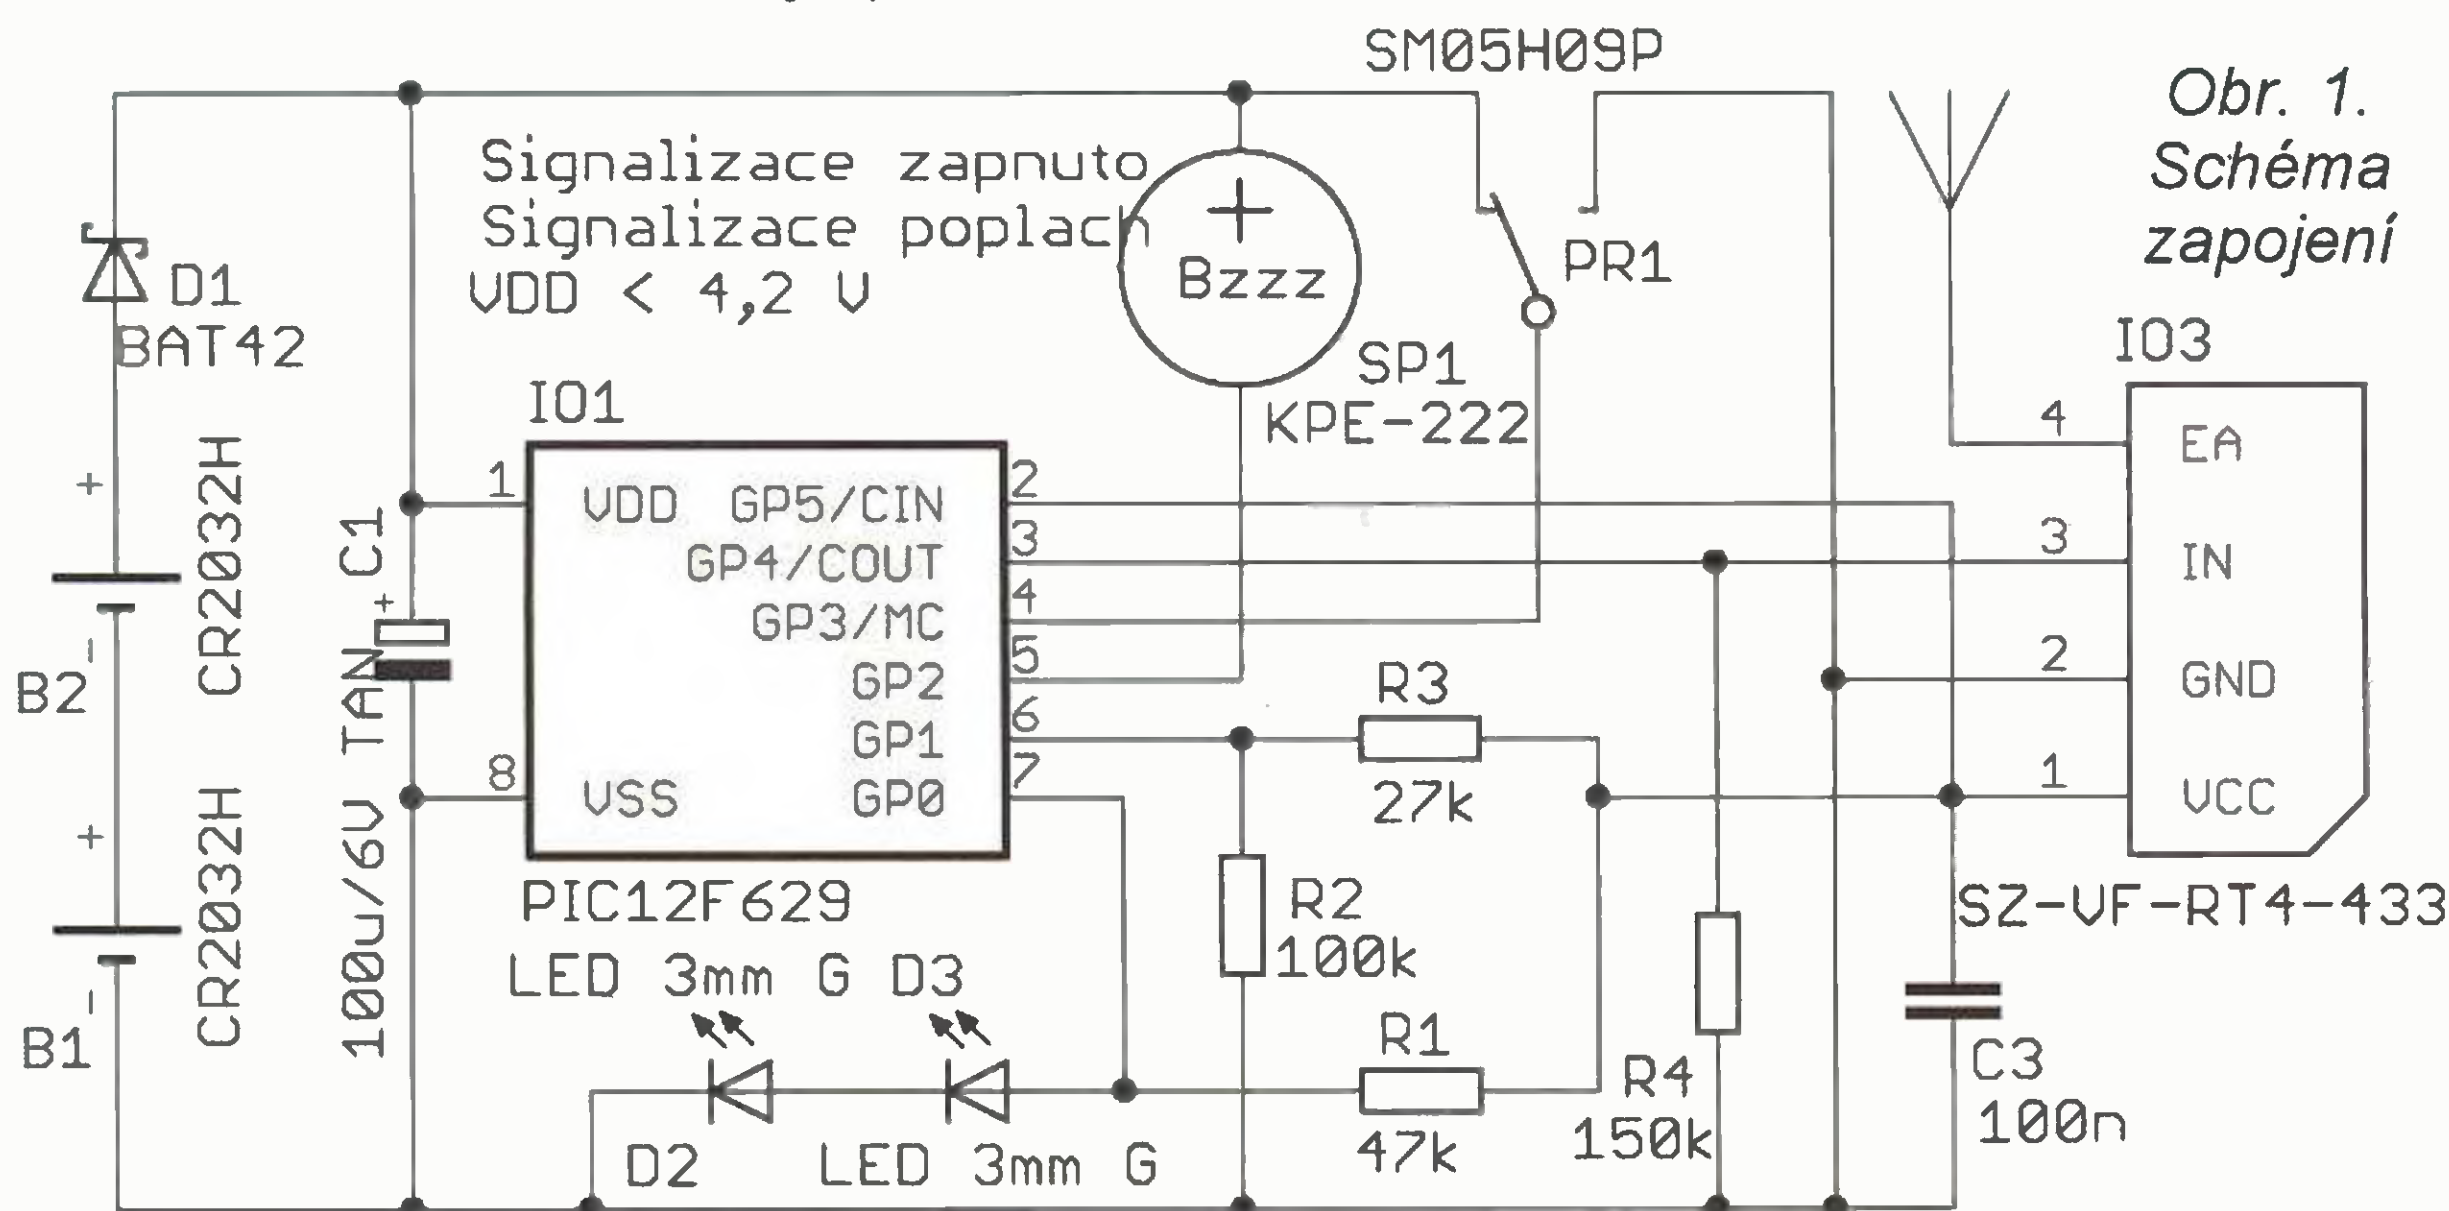 SM05H09P
Obr. 1.
Schéma
zapojení
Signalizace zapnuto
Signalizace poplach
VDD < 4,2 V
+
Bzzz
PR1
D1
BAT42
SP1
KPE-222
IO3
IO1
4 EA
+
CR2032H
C1
+
1 VDD GP5/CIN 2
GP4/COUT 3
3 IN
GP3/MC 4
GP2 5
2 GND
GP1 6
8 VSS GP0 7
1 VCC
-
B2
R3
27k
100u/6V TAN
+
CR2032H
PIC12F629
R2
100k
SZ-VF-RT4-433
LED 3mm G D3
-
B1
R1
47k
R4
150k
C3
100n
D2 LED 3mm G